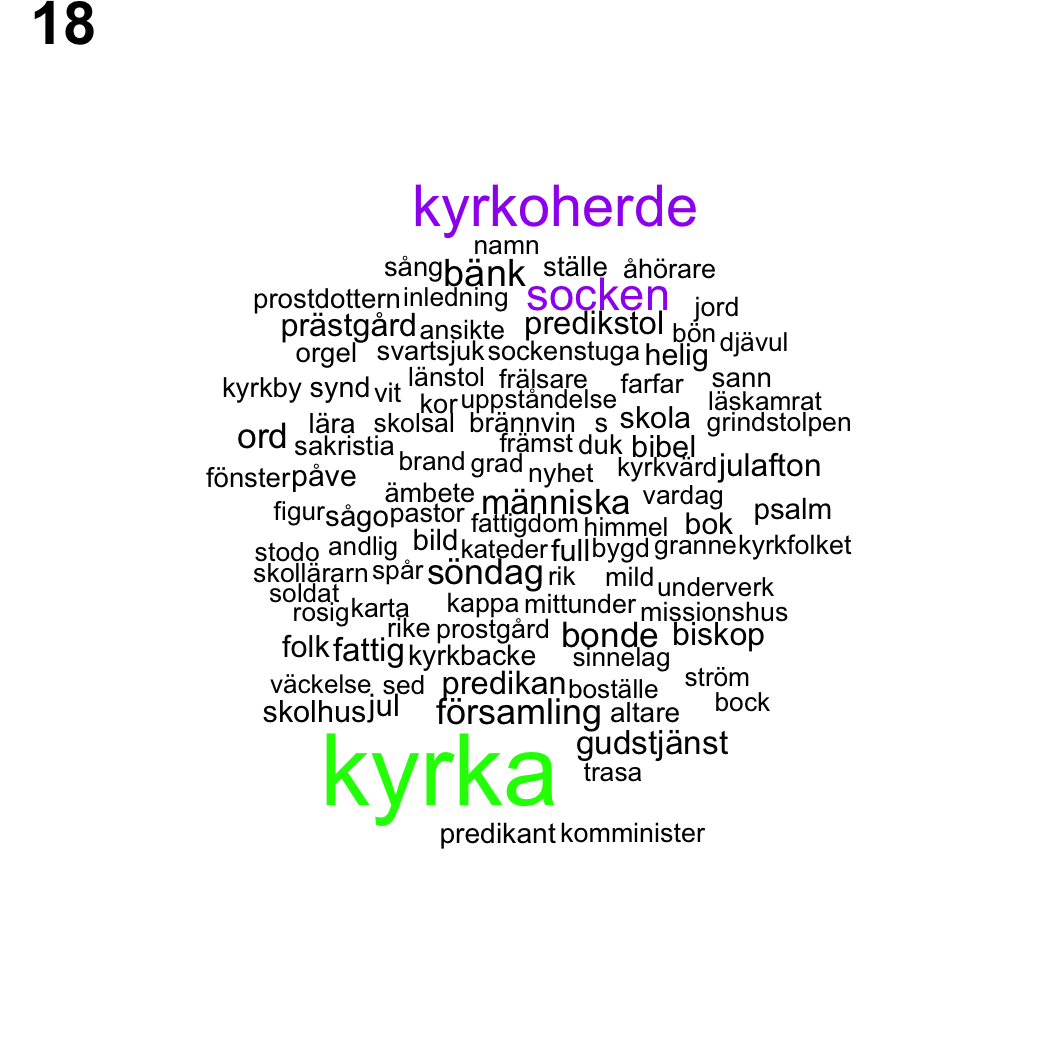 18
kyrkoherde
namn
sång bänk ställe åhörare
prostdottern inledning socken jord
prästgård ansikte predikstol bön djävul
orgel svartsjuk sockenstuga helig
kyrkby synd vit länstol frälsare farfar sann
kor uppståndelse läskamrat
ord lära skolsal brännvin s skola grindstolpen
sakristia främst duk bibel
fönster påve brand grad nyhet kyrkvärd julafton
ämbete människa vardag
figur sågo pastor fattigdom himmel bok psalm
stodo andlig bild kateder full bygd granne kyrkfolket
skollärarn spår söndag rik mild underverk
soldat
rosig karta kappa mittunder missionshus
rike prostgård bonde biskop
folk fattig kyrkbacke sinnelag
väckelse sed predikan boställe ström
skolhus jul församling altare bock
kyrka gudstjänst
trasa
predikant komminister